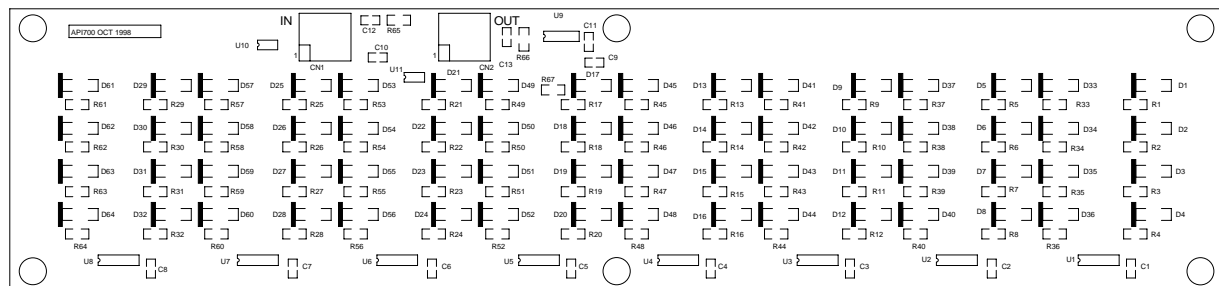 IN OUT U9
API700 OCT 1998 C12 R65 C11
U10 R66
1 C10 1 C13 C9
CN1 U11 D21 CN2 R67 D17
D61 D29 D57 D25 D53 D49 D45 D13 D41 D9 D37 D5 D33 D1
R61 R29 R57 R25 R53 R21 R49 R17 R45 R13 R41 R9 R37 R5 R33 R1
D62 D30 D58 D26 D54 D22 D50 D18 D46 D14 D42 D10 D38 D6 D34 D2
R62 R30 R58 R26 R54 R22 R50 R18 R46 R14 R42 R10 R38 R6 R34 R2
D63 D31 D59 D27 D55 D23 D51 D19 D47 D15 D43 D11 D39 D7 D35 D3
R63 R31 R59 R27 R55 R23 R51 R19 R47 R15 R43 R11 R39 R7 R35 R3
D64 D32 D60 D28 D56 D24 D52 D20 D48 D16 D44 D12 D40 D8 D36 D4
R64 R32 R60 R28 R56 R24 R52 R20 R48 R16 R44 R12 R40 R8 R36 R4
U8 C8 U7 C7 U6 C6 U5 C5 U4 C4 U3 C3 U2 C2 U1 C1